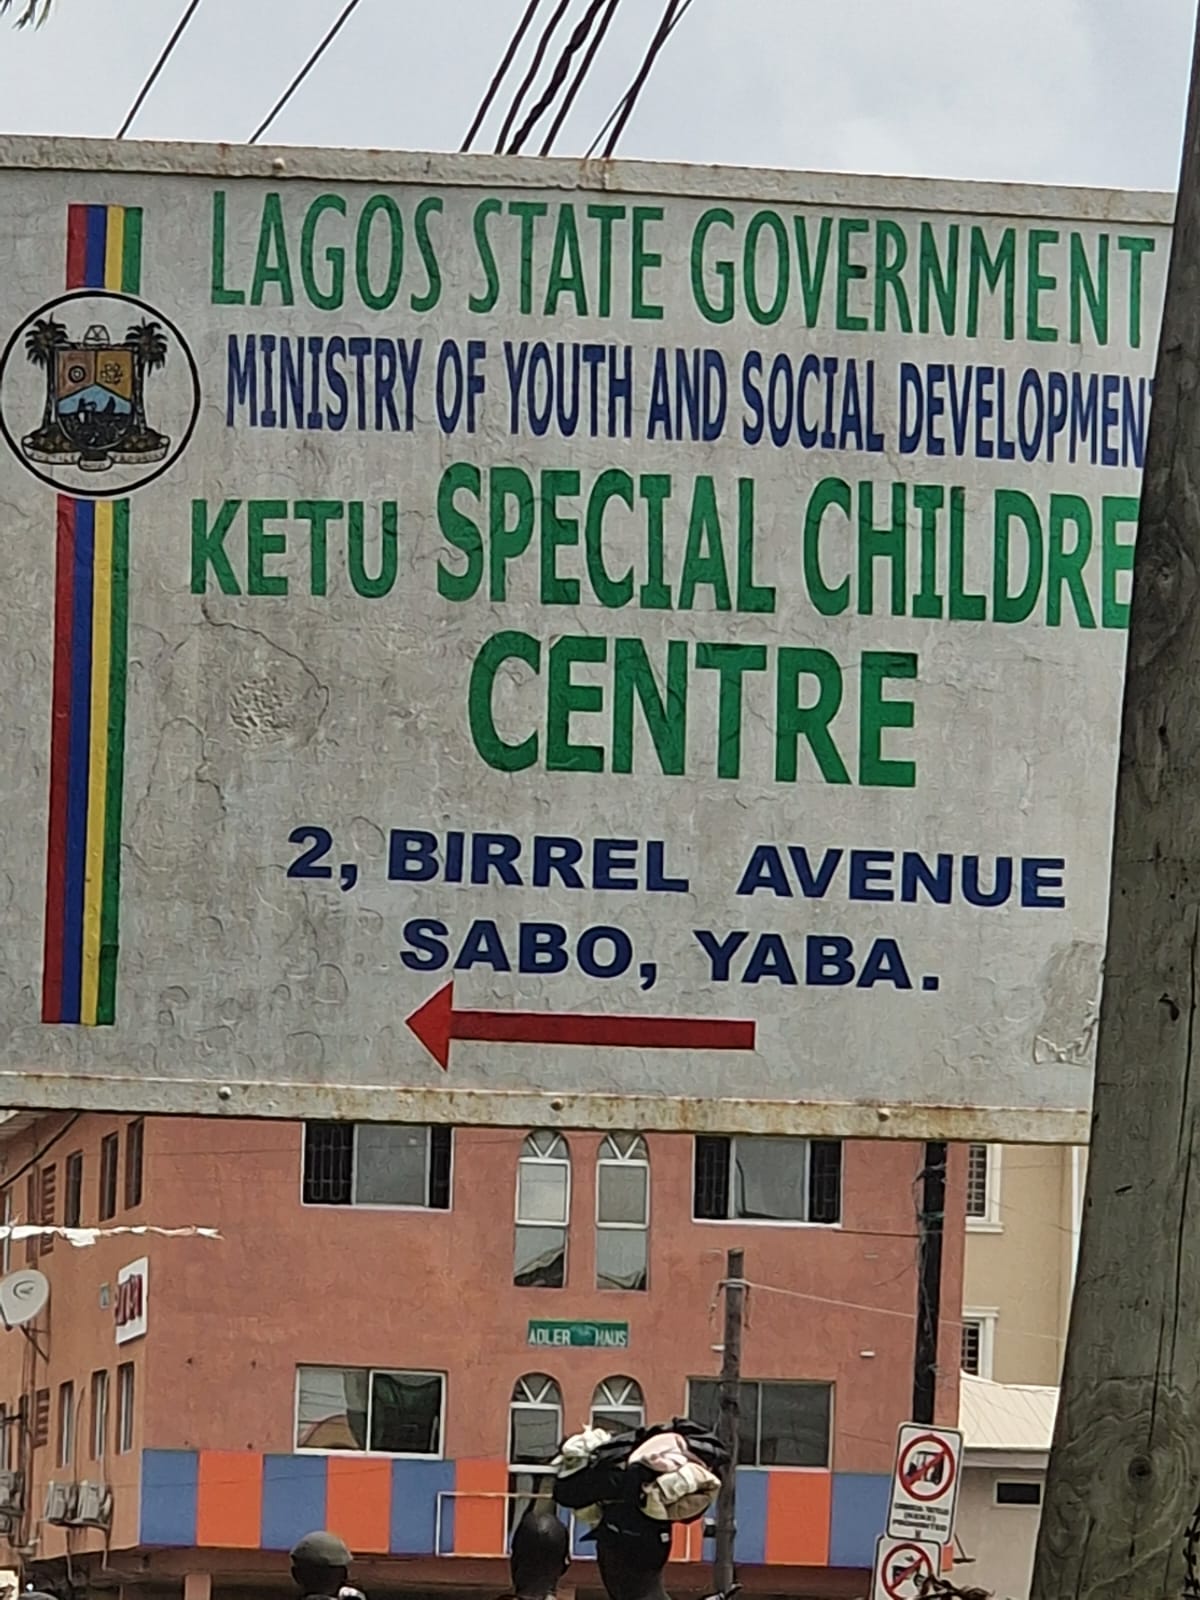 LAGOS STATE GOVERNMENT
MINISTRY OF YOUTH AND SOCIAL DEVELOPMEN
KETU SPECIAL CHILDRE
CENTRE
2, BIRREL AVENUE
SABO, YABA.
ADLER HAUS
PROHIBITED